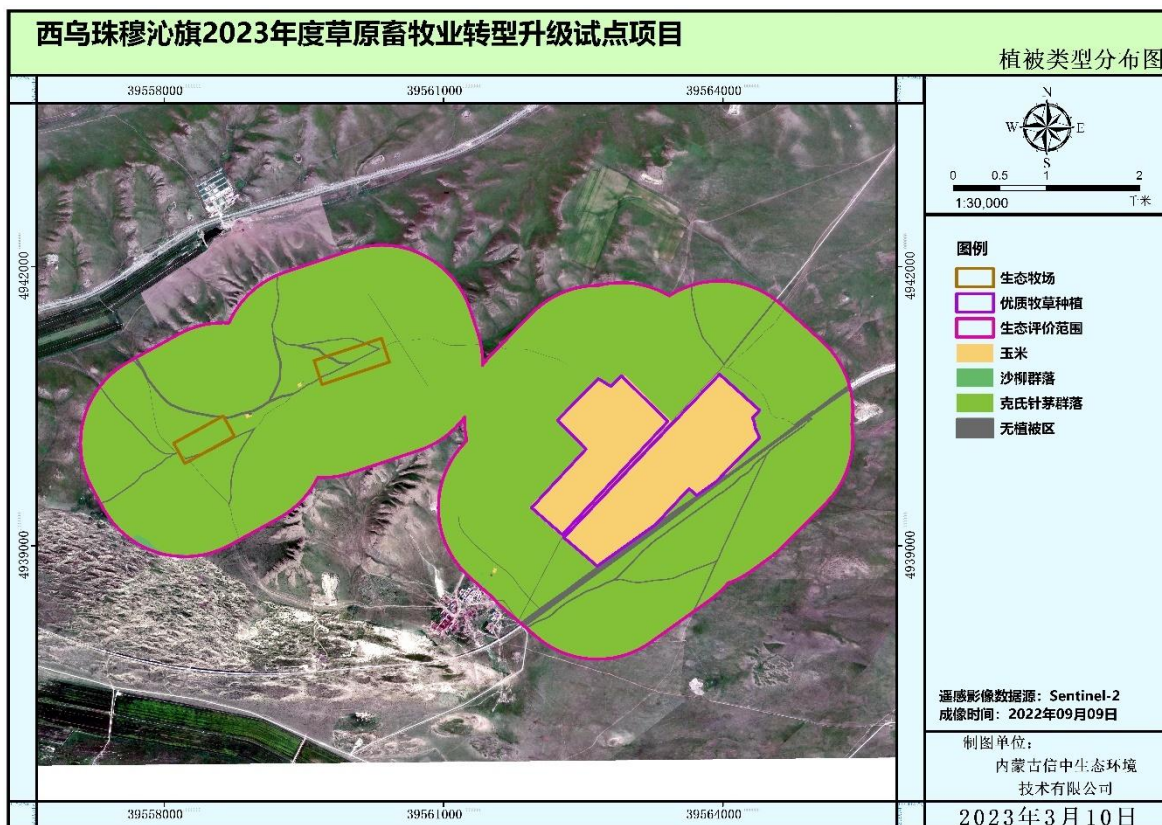 西乌珠穆沁旗2023年度草原畜牧业转型升级试点项目
植被类型分布图
39558000
39561000
39564000
N
W
E
S
0 0.5 1 2
1:30,000
千米
4942000
4942000
4939000
4939000
图例
生态牧场
优质牧草种植
生态评价范围
玉米
沙柳群落
克氏针茅群落
无植被区
遥感影像数据源：Sentinel-2
成像时间：2022年09月09日
制图单位：
内蒙古信中生态环境
技术有限公司
39558000
39561000
39564000
2023年3月10日